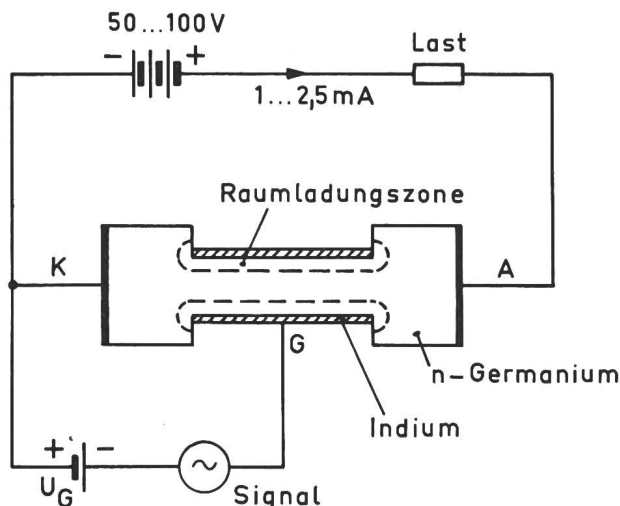 50...100V
- +
Last
1...2,5mA
Raumladungszone
K
A
G
n-Germanium
Indium
+ -
U_G
Signal